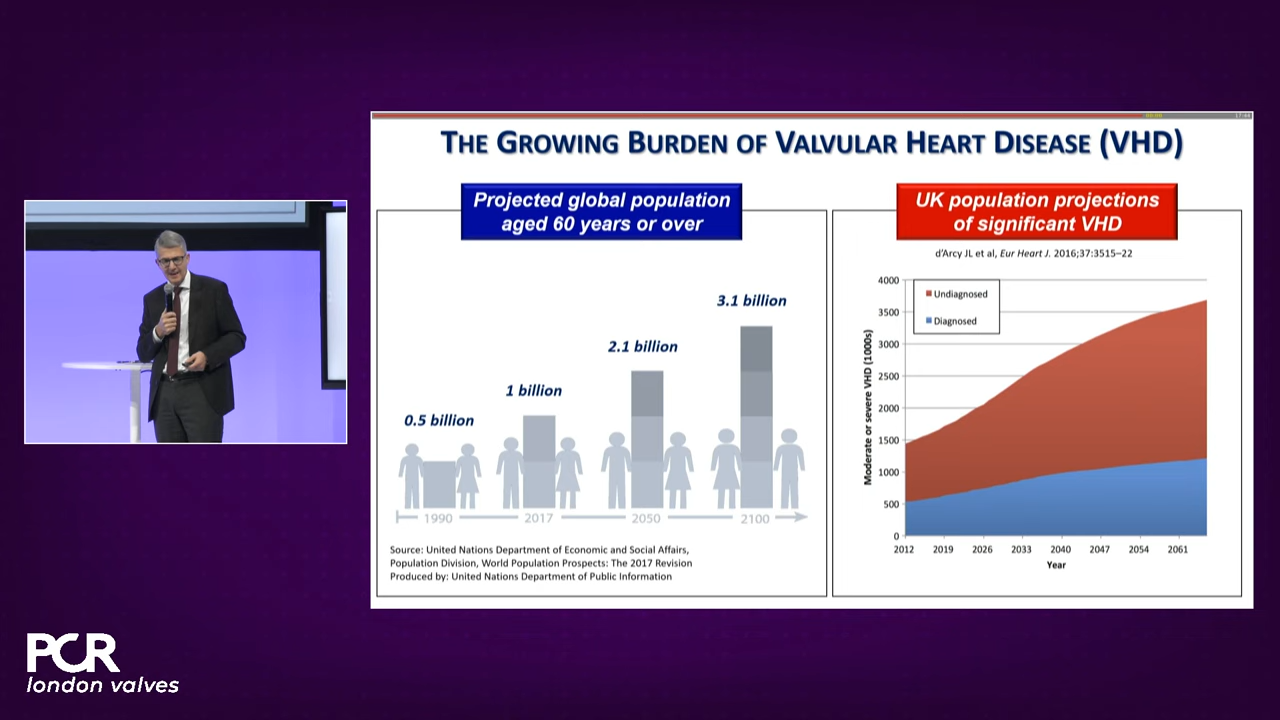 THE GROWING BURDEN OF VALVULAR HEART DISEASE (VHD)
Projected global population
aged 60 years or over
0.5 billion
1 billion
2.1 billion
3.1 billion
1990
2017
2050
2100
Source: United Nations Department of Economic and Social Affairs,
Population Division, World Population Prospects: The 2017 Revision
Produced by: United Nations Department of Public Information
UK population projections
of significant VHD
d'Arcy JL et al, Eur Heart J. 2016;37:3515–22
Moderate or severe VHD (1000s)
4000
3500
3000
2500
2000
1500
1000
500
0
Undiagnosed
Diagnosed
2012
2019
2026
2033
2040
2047
2054
2061
Year
PCR
london valves